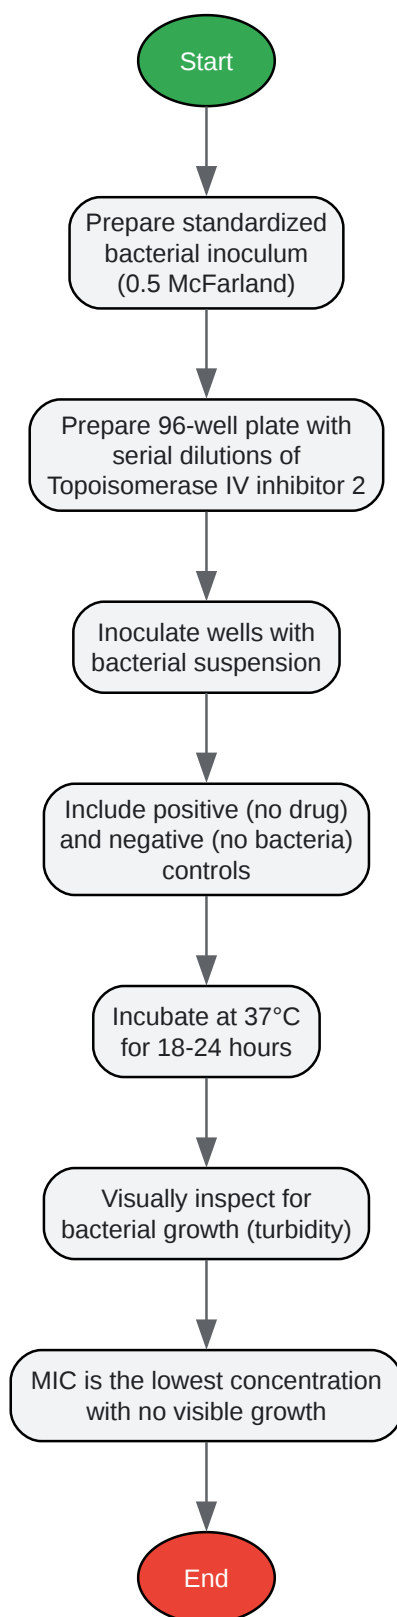 Start
Prepare standardized
bacterial inoculum
(0.5 McFarland)
Prepare 96-well plate with
serial dilutions of
Topoisomerase IV inhibitor 2
Inoculate wells with
bacterial suspension
Include positive (no drug)
and negative (no bacteria)
controls
Incubate at 37°C
for 18-24 hours
Visually inspect for
bacterial growth (turbidity)
MIC is the lowest concentration
with no visible growth
End